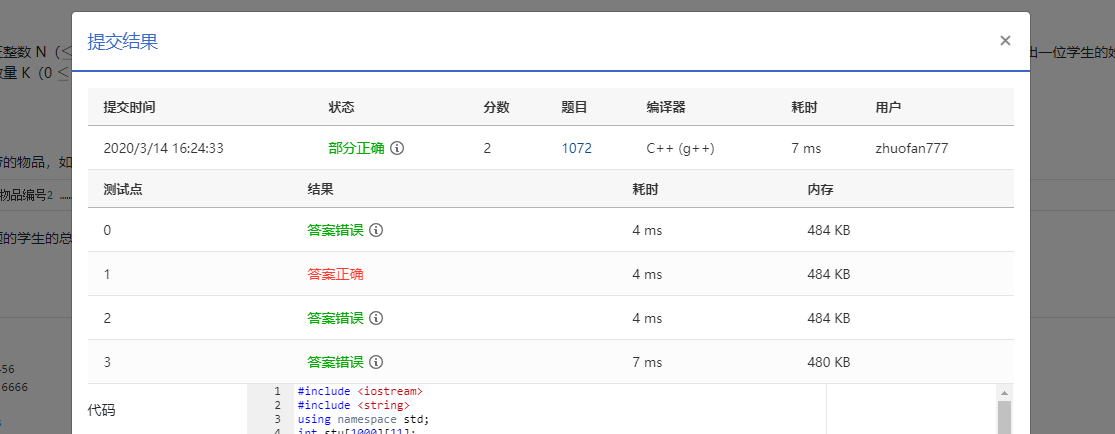 提交结果 ×
正整数 N（≤ 出一位学生的姓
数量 K（0 ≤
提交时间 状态 分数 题目 编译器 耗时 用户
2020/3/14 16:24:33 部分正确 2 1072 C++ (g++) 7 ms zhuofan777
带的物品，如
测试点 结果 耗时 内存
物品编号2 ……
0 答案错误 4 ms 484 KB
题的学生的总
1 答案正确 4 ms 484 KB
2 答案错误 4 ms 484 KB
3 答案错误 7 ms 480 KB
56
6666
代码
1 #include <iostream>
2 #include <string>
3 using namespace std;
4 int stu[1000][11];